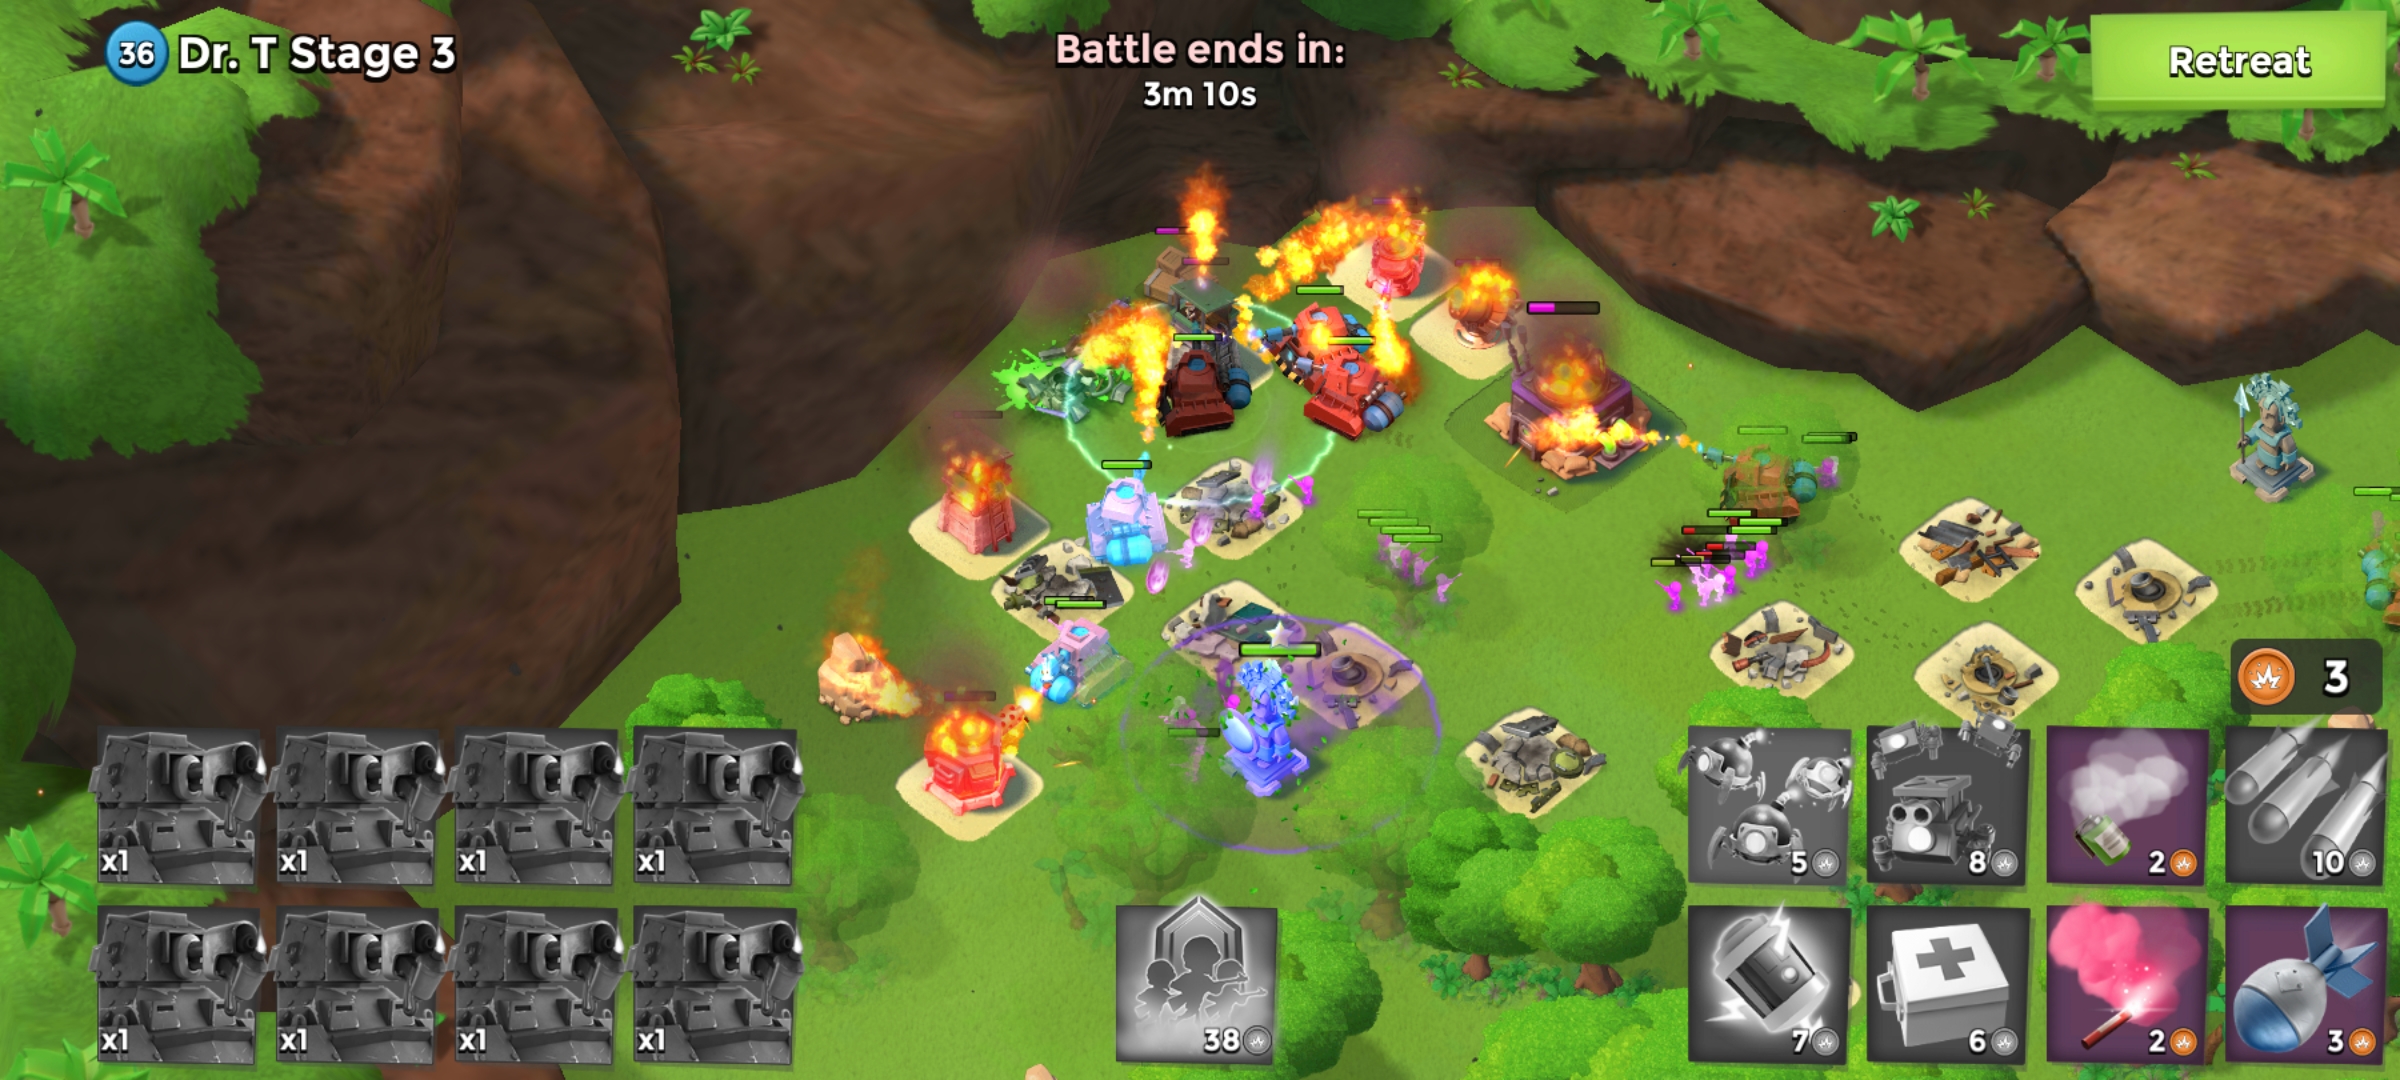 36 Dr. T Stage 3
Battle ends in:
3m 10s
Retreat
3
x1 x1 x1 x1
5 8 2 10
x1 x1 x1 x1
38
7 6 2 3